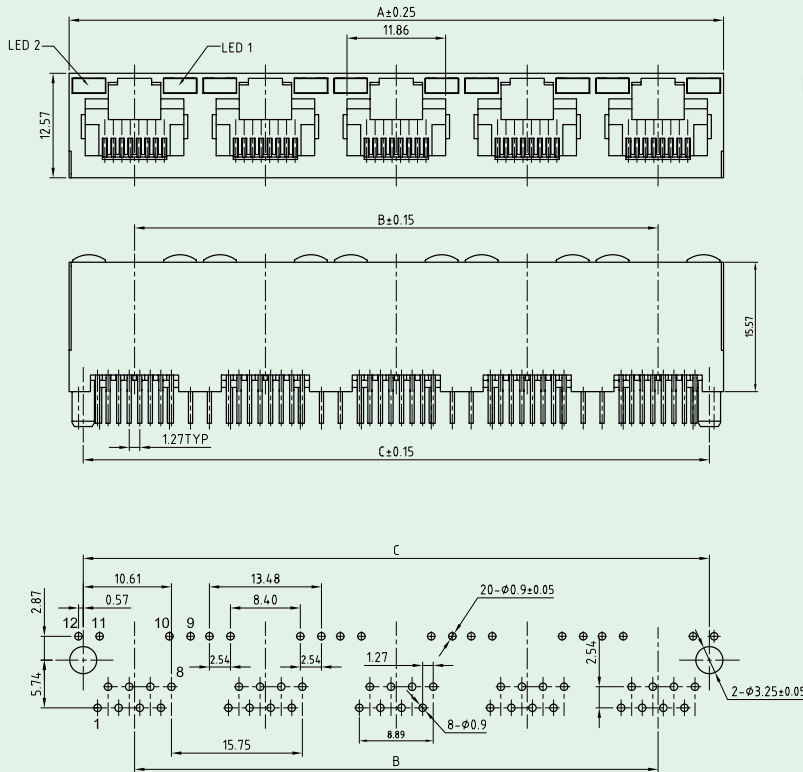 A±0.25
11.86
LED 2
LED 1
12.57
B±0.15
15.57
1.27TYP
C±0.15
C
10.61
13.48
0.57
8.40
20-Φ0.9±0.05
2.87
12
11
10
9
2.54
2.54
1.27
2.54
5.74
8
2-Φ3.25±0.05
1
8-Φ0.9
8.89
15.75
B